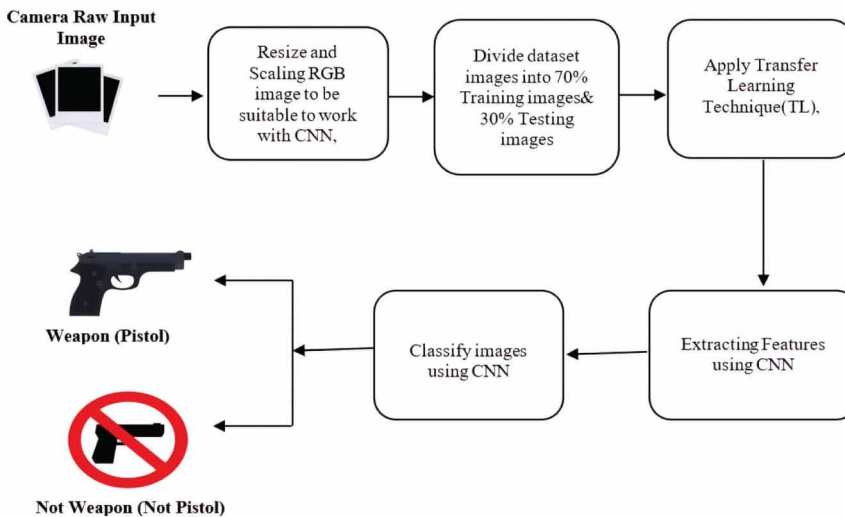 Camera Raw Input
Image
Resize and
Scaling RGB
image to be
suitable to work
with CNN,
Divide dataset
images into 70%
Training images&
30% Testing
images
Apply Transfer
Learning
Technique(TL),
Extracting Features
using CNN
Classify images
using CNN
Weapon (Pistol)
Not Weapon (Not Pistol)